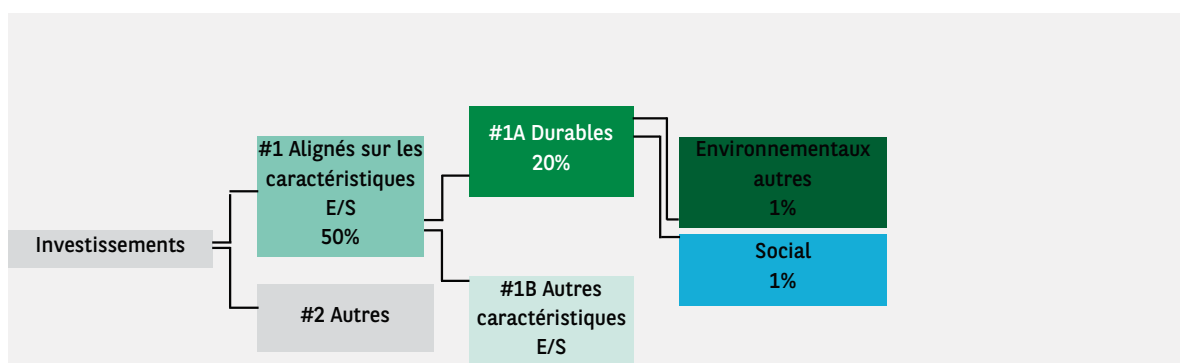 Investissements
#1 Alignés sur les
caractéristiques
E/S
50%
#2 Autres
#1A Durables
20%
#1B Autres
caractéristiques
E/S
Environnementaux
autres
1%
Social
1%